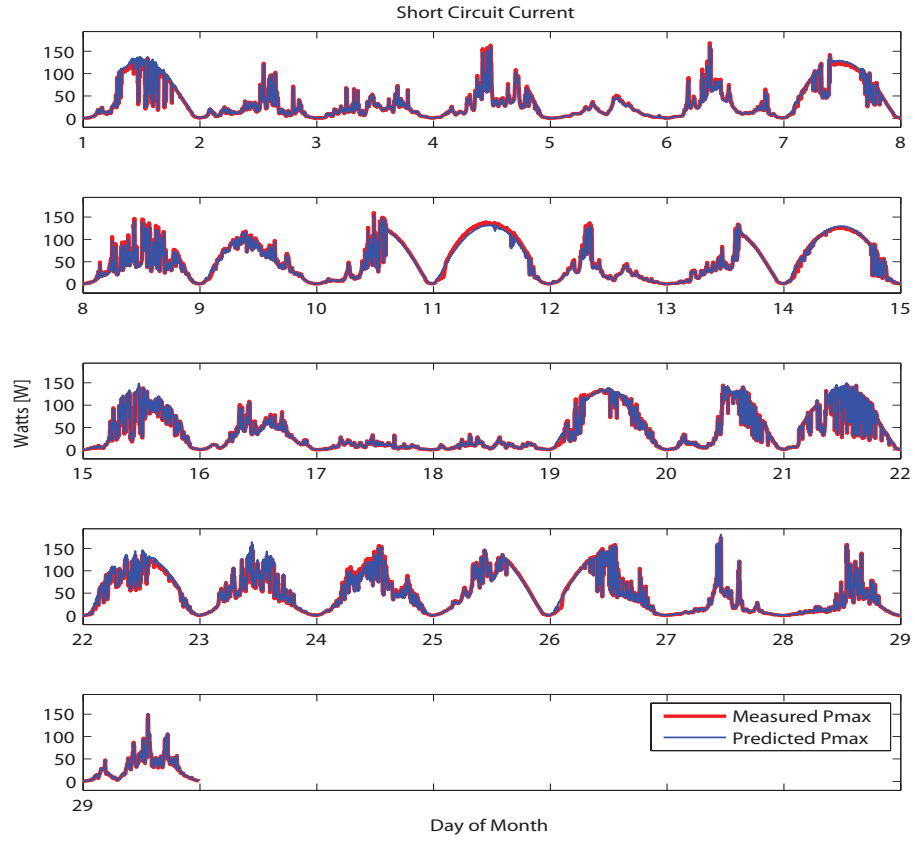 Short Circuit Current
150
100
50
0
1 2 3 4 5 6 7 8
150
100
50
0
8 9 10 11 12 13 14 15
Watts [W]
150
100
50
0
15 16 17 18 19 20 21 22
150
100
50
0
22 23 24 25 26 27 28 29
150
100
50
0
29
Measured Pmax
Predicted Pmax
Day of Month